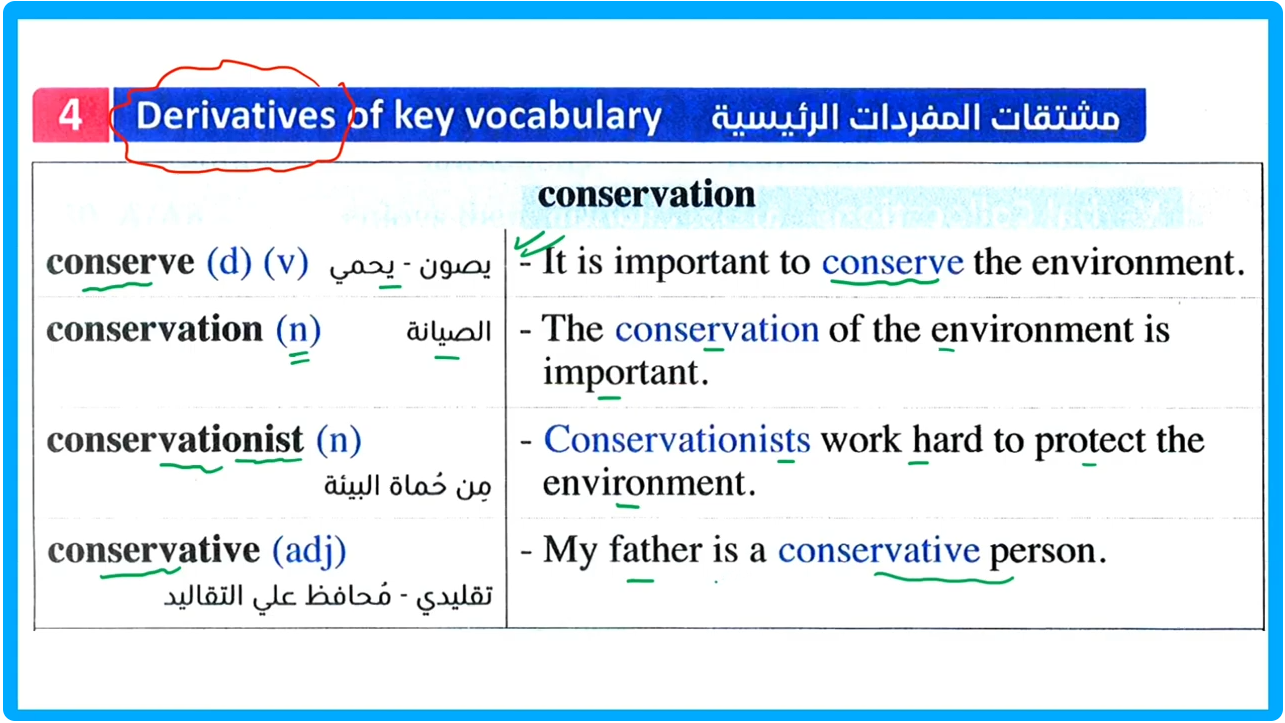 4 Derivatives of key vocabulary مشتقات المفردات الرئيسية
conservation
conserve (d) (v) يصون - يحمي
- It is important to conserve the environment.
conservation (n) الصيانة
- The conservation of the environment is
important.
conservationist (n)
مِن حُماة البيئة
- Conservationists work hard to protect the
environment.
conservative (adj)
تقليدي - مُحافظ علي التقاليد
- My father is a conservative person.